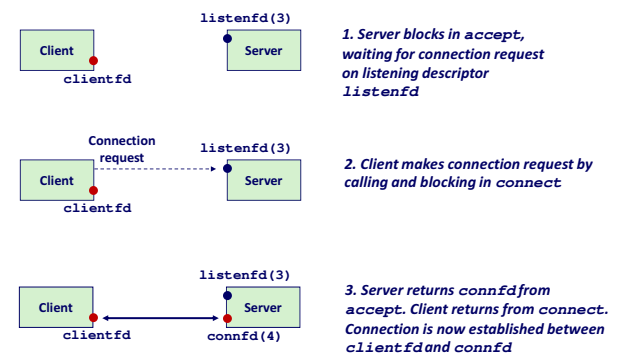 listenfd(3)
Client
Server
clientfd
1. Server blocks in accept,
waiting for connection request
on listening descriptor
listenfd
Connection
request
listenfd(3)
Client
Server
clientfd
2. Client makes connection request by
calling and blocking in connect
listenfd(3)
Client
Server
clientfd
connfd(4)
3. Server returns connfd from
accept. Client returns from connect.
Connection is now established between
clientfd and connfd